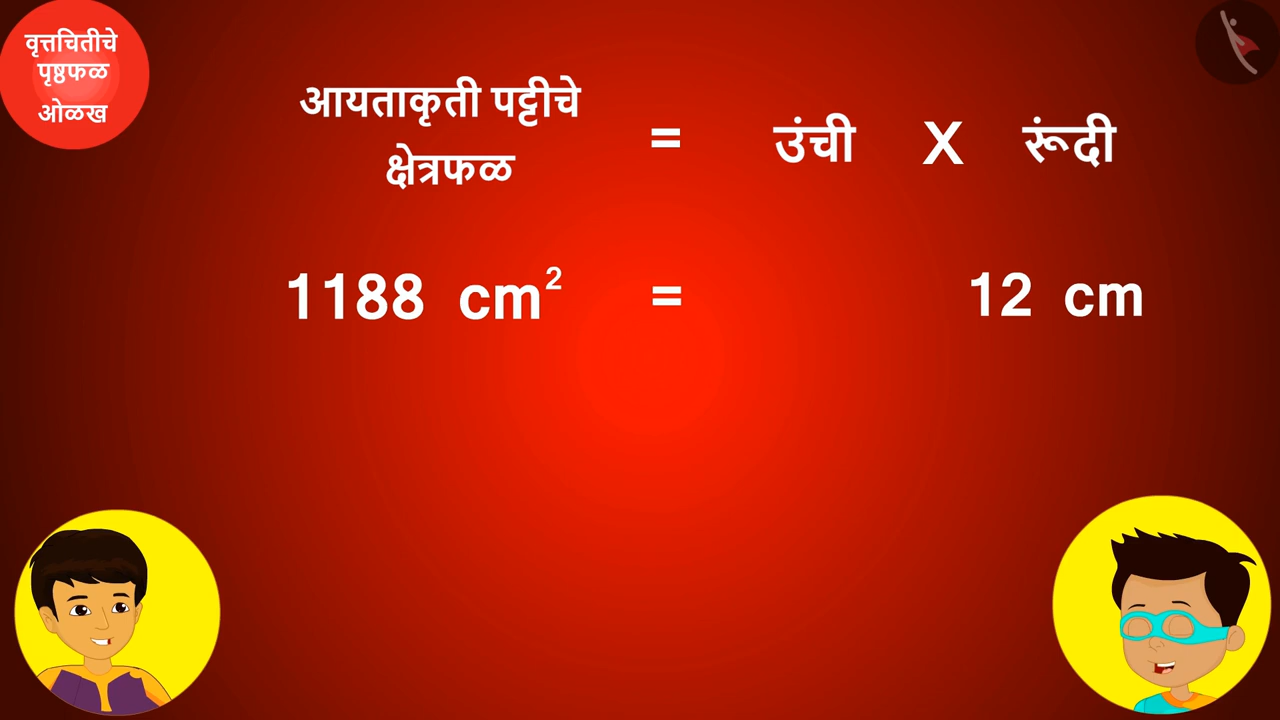 वृत्तचितीचे
पृष्ठफळ
ओळख
आयताकृती पट्टीचे
क्षेत्रफळ
= उंची X रूंदी
1188 cm² = 12 cm